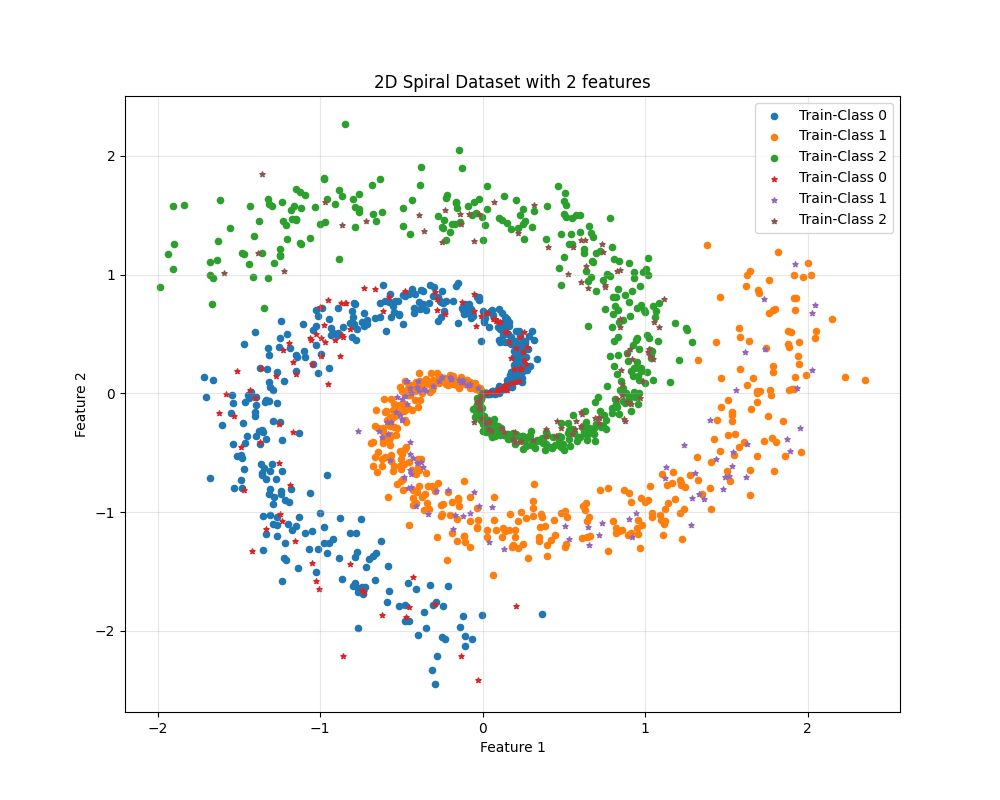 2D Spiral Dataset with 2 features
Train-Class 0
Train-Class 1
Train-Class 2
Train-Class 0
Train-Class 1
Train-Class 2
2
1
0
−1
−2
Feature 2
−2 −1 0 1 2
Feature 1